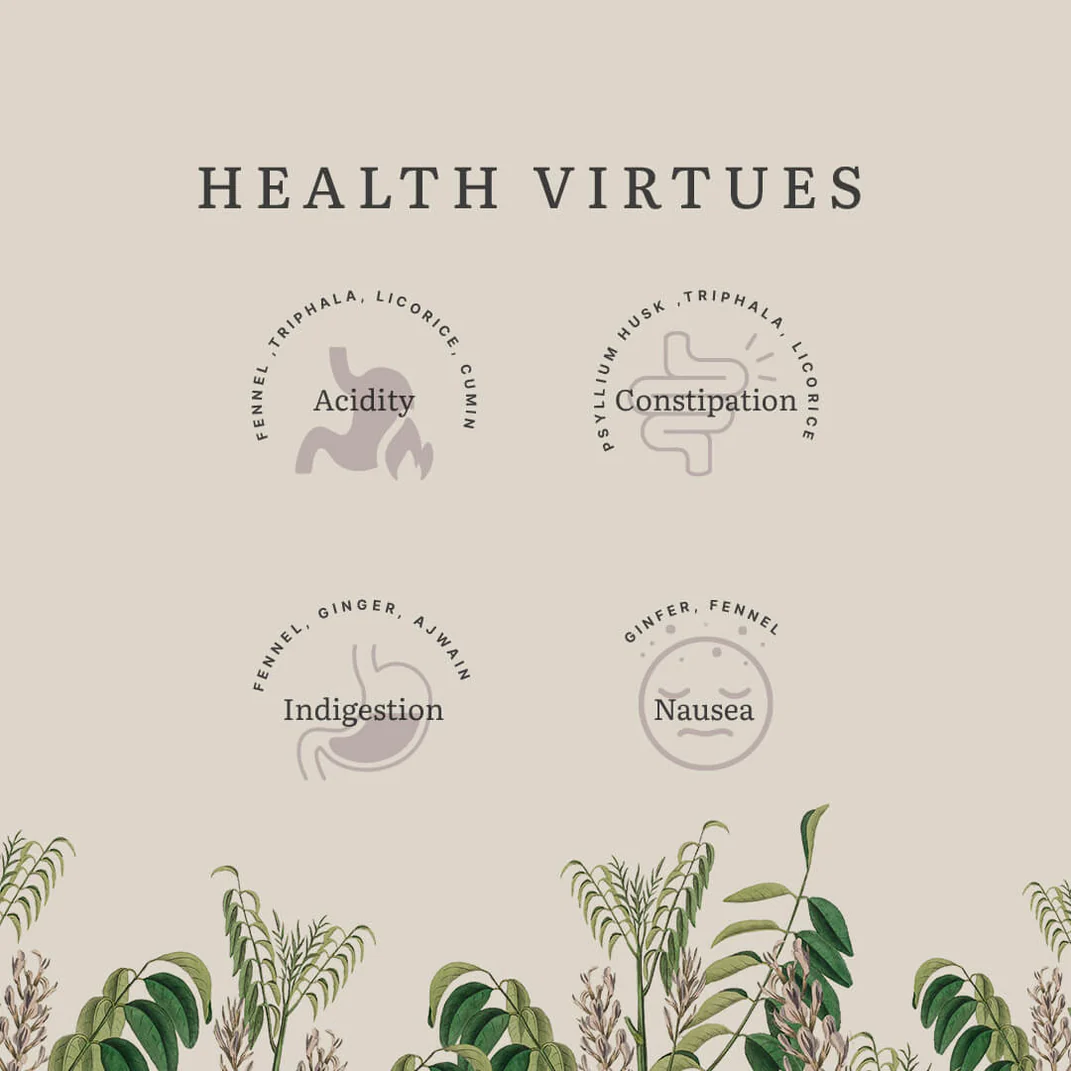 HEALTH VIRTUES
FENNEL ,TRIPHALA, LICORICE, CUMIN
Acidity
PSYLLIUM HUSK ,TRIPHALA, LICORICE
Constipation
FENNEL, GINGER, AJWAIN
Indigestion
GINFER, FENNEL
Nausea